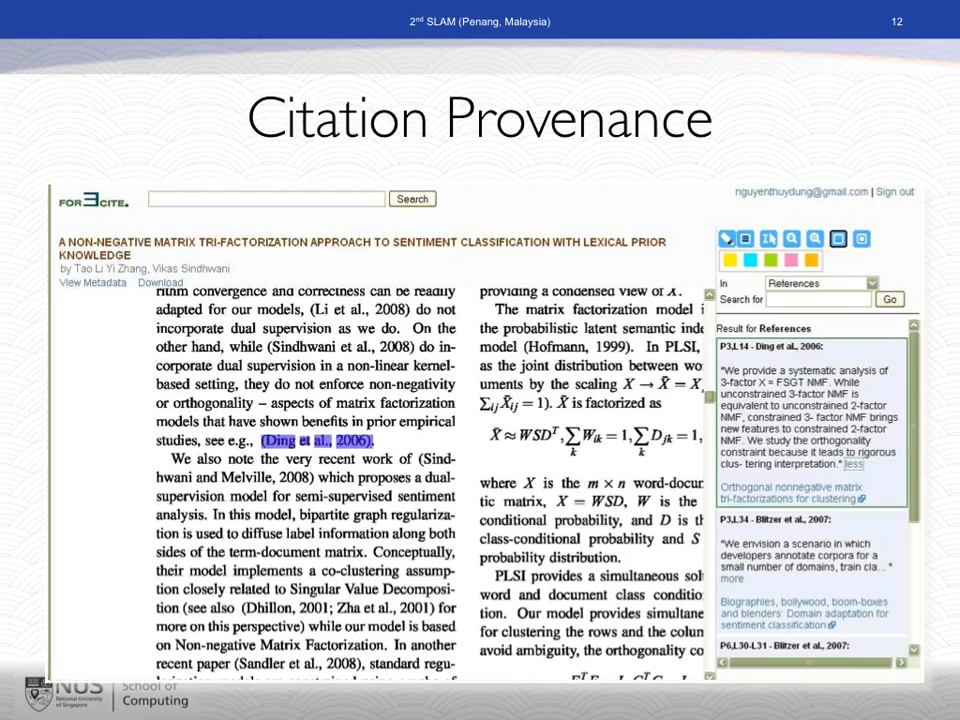 2nd SLAM (Penang, Malaysia)
12
Citation Provenance
FOR3CITE.
Search
nguyenthuydung@gmail.com | Sign out
A NON-NEGATIVE MATRIX TRI-FACTORIZATION APPROACH TO SENTIMENT CLASSIFICATION WITH LEXICAL PRIOR
KNOWLEDGE
by Tao Li Yi Zhang, Vikas Sindhwani
View Metadata Download
rithm convergence and correctness can be readily
adapted for our models, (Li et al., 2008) do not
incorporate dual supervision as we do. On the
other hand, while (Sindhwani et al., 2008) do in-
corporate dual supervision in a non-linear kernel-
based setting, they do not enforce non-negativity
or orthogonality – aspects of matrix factorization
models that have shown benefits in prior empirical
studies, see e.g., (Ding et al., 2006).
We also note the very recent work of (Sind-
hwani and Melville, 2008) which proposes a dual-
supervision model for semi-supervised sentiment
analysis. In this model, bipartite graph regulariza-
tion is used to diffuse label information along both
sides of the term-document matrix. Conceptually,
their model implements a co-clustering assump-
tion closely related to Singular Value Decomposi-
tion (see also (Dhillon, 2001; Zha et al., 2001) for
more on this perspective) while our model is based
on Non-negative Matrix Factorization. In another
recent paper (Sandler et al., 2008), standard regu-
providing a condensed view of X.
The matrix factorization model i
the probabilistic latent semantic inde
model (Hofmann, 1999). In PLSI,
as the joint distribution between wo
uments by the scaling X → X̄ = X
∑ij X̄ij = 1). X̄ is factorized as
X̄ ≈ WSDᵀ, ∑k Wik = 1, ∑k Djk = 1,
where X is the m × n word-docur
tic matrix, X = WSD, W is the
conditional probability, and D is th
class-conditional probability and S
probability distribution.
PLSI provides a simultaneous sol
word and document class conditio
tion. Our model provides simultane
for clustering the rows and the colum
avoid ambiguity, the orthogonality co
In References
Search for
Go
Result for References
P3,L14 - Ding et al., 2006:
"We provide a systematic analysis of
3-factor X = FSGT NMF. While
unconstrained 3-factor NMF is
equivalent to unconstrained 2-factor
NMF, constrained 3- factor NMF brings
new features to constrained 2-factor
NMF. We study the orthogonality
constraint because it leads to rigorous
clus- tering interpretation." less
Orthogonal nonnegative matrix
tri-factorizations for clustering
P3,L34 - Blitzer et al., 2007:
"We envision a scenario in which
developers annotate corpora for a
small number of domains, train cla... "
more
Biographies, bollywood, boom-boxes
and blenders: Domain adaptation for
sentiment classification
P6,L30-L31 - Blitzer et al., 2007:
NUS
National University
of Singapore
School of
Computing